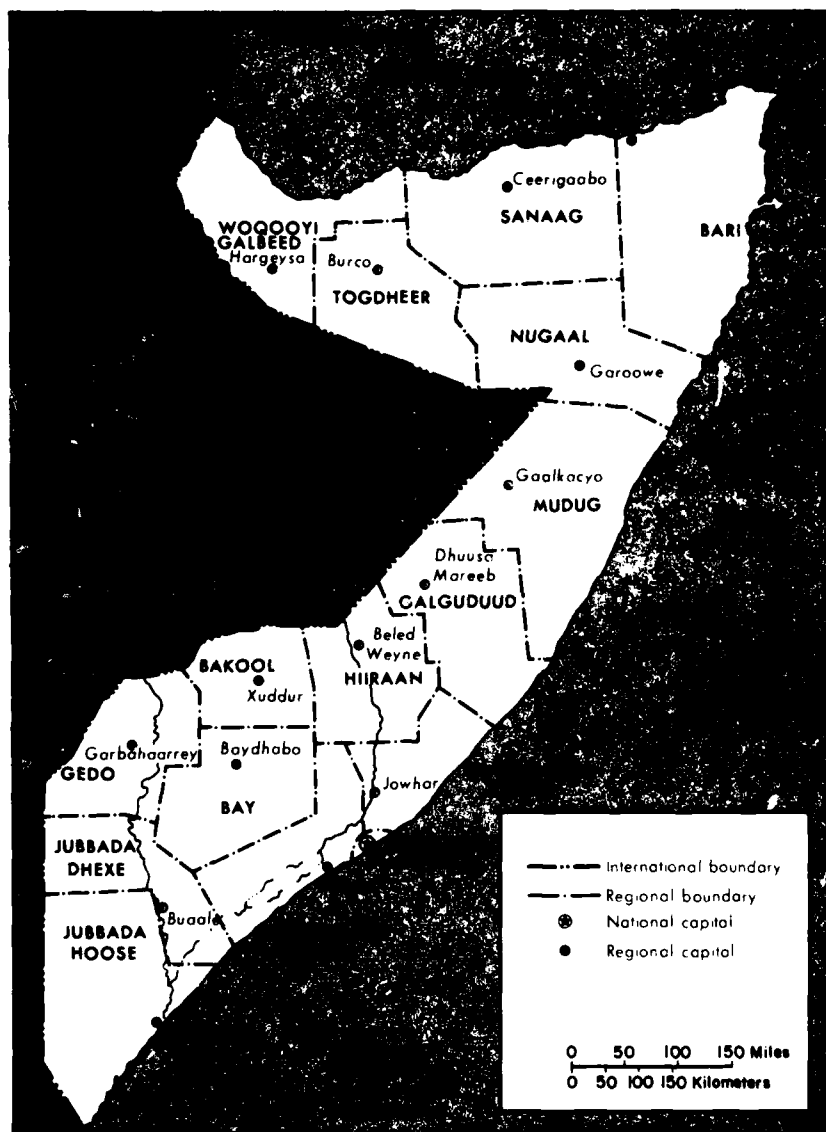 Ceerigaabo
SANAAG
BARI
WOQOOYI
GALBEED
Hargeysa
Burco
TOGDHEER
NUGAAL
Garoowe
Gaalkacyo
MUDUG
Dhuusa
Mareeb
GALGUDUUD
Beled
Weyne
HIIRAAN
BAKOOL
Xuddur
Garbahaarrey
GEDO
Baydhabo
BAY
Jowhar
JUBBADA
DHEXE
Buaale
JUBBADA
HOOSE
International boundary
Regional boundary
National capital
Regional capital
0 50 100 150 Miles
0 50 100 150 Kilometers